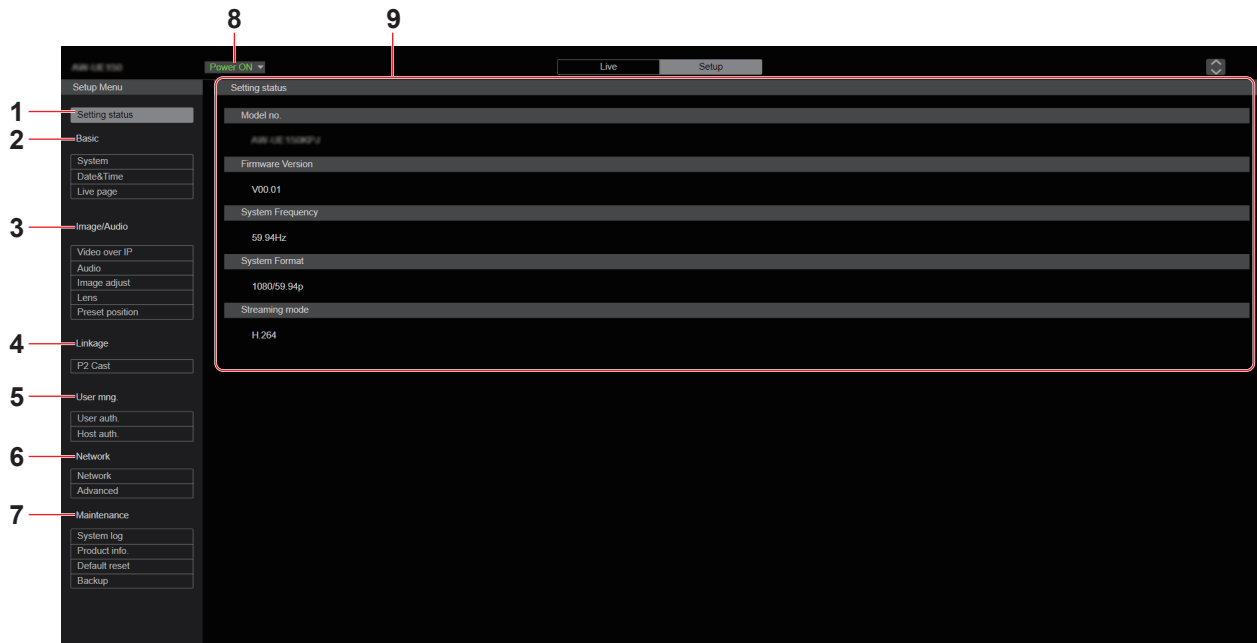 8
9
Power ON
Live
Setup
Setup Menu
Setting status
1
Setting status
2
Basic
System
Date&Time
Live page
3
Image/Audio
Video over IP
Audio
Image adjust
Lens
Preset position
4
Linkage
P2 Cast
5
User mng.
User auth.
Host auth.
6
Network
Network
Advanced
7
Maintenance
System log
Product info.
Default reset
Backup
Model no.
Firmware Version
V00.01
System Frequency
59.94Hz
System Format
1080/59.94p
Streaming mode
H.264